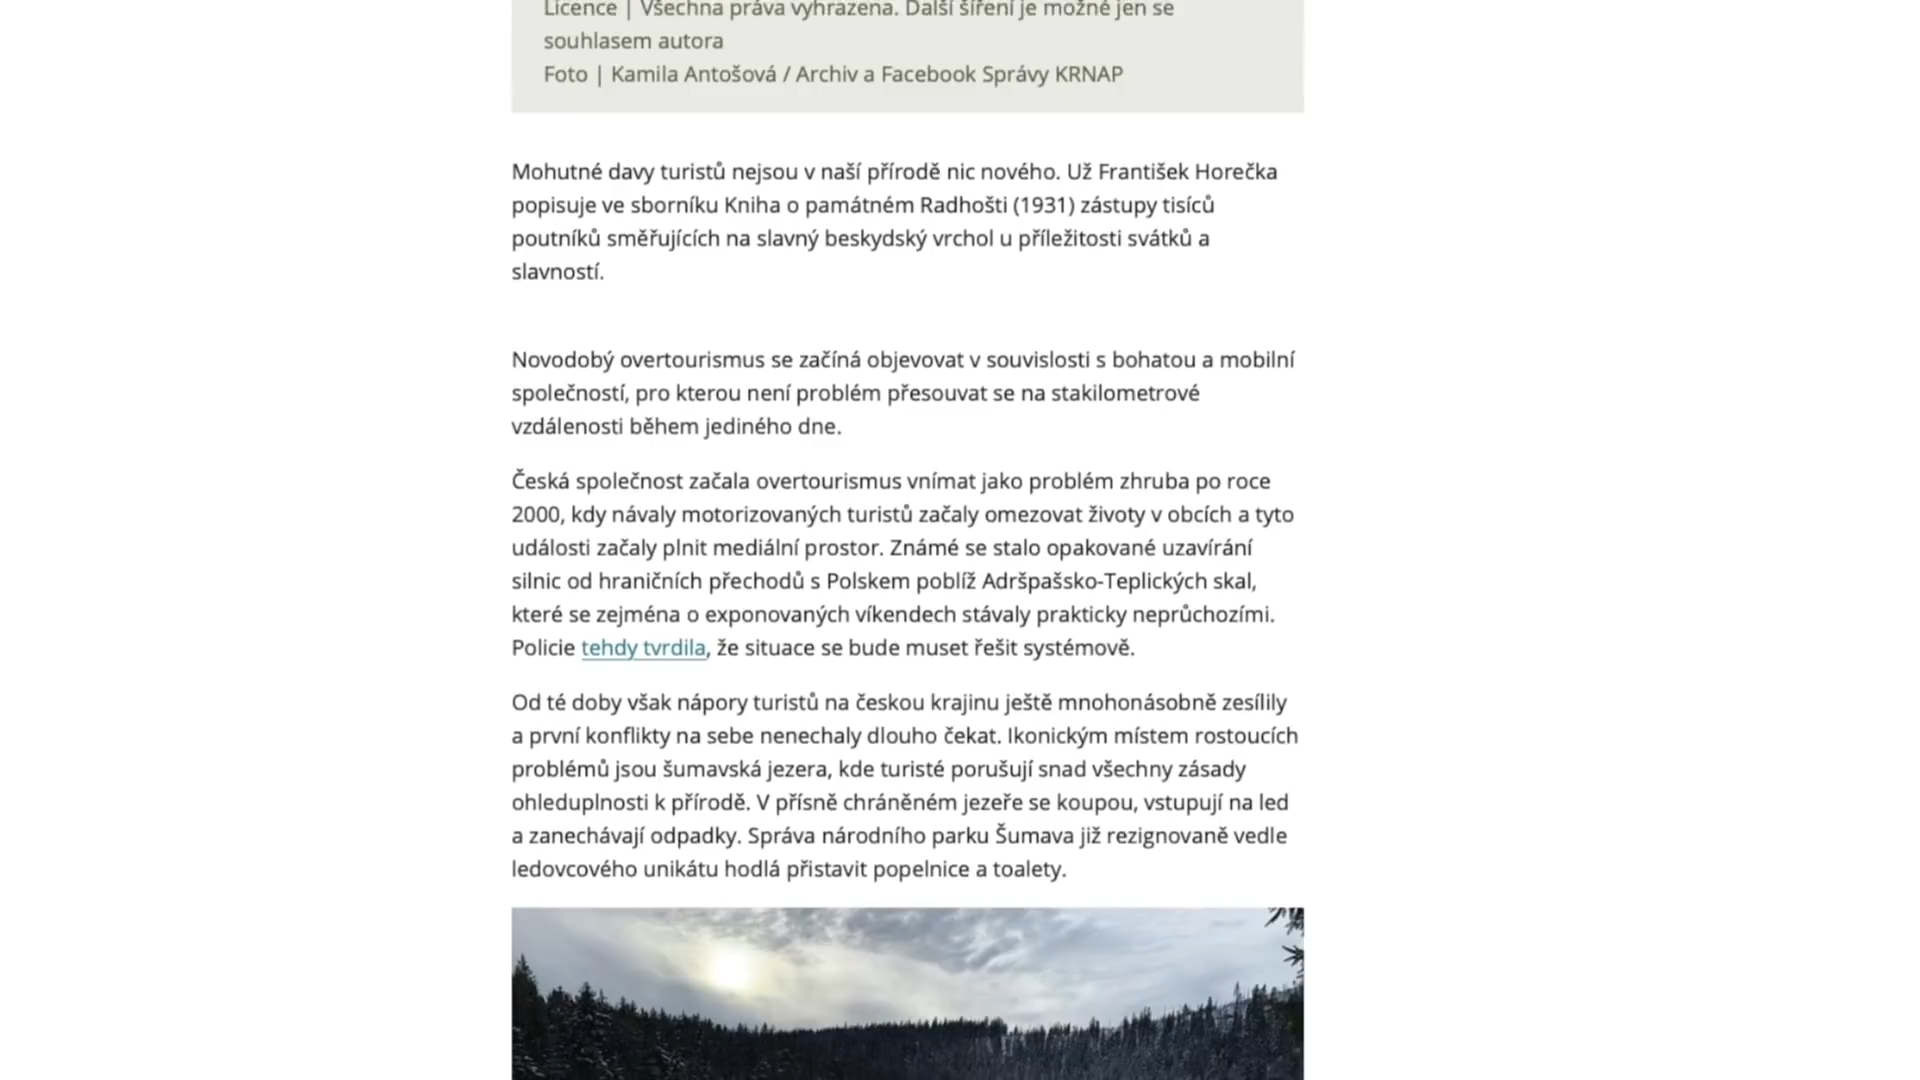 Licence | Všechna práva vyhrazena. Další šíření je možné jen se
souhlasem autora
Foto | Kamila Antošová / Archiv a Facebook Správy KRNAP
Mohutné davy turistů nejsou v naší přírodě nic nového. Už František Horečka
popisuje ve sborníku Kniha o památném Radhošti (1931) zástupy tisíců
poutníků směřujících na slavný beskydský vrchol u příležitosti svátků a
slavností.
Novodobý overtourismus se začíná objevovat v souvislosti s bohatou a mobilní
společností, pro kterou není problém přesouvat se na stakilometrové
vzdálenosti během jediného dne.
Česká společnost začala overtourismus vnímat jako problém zhruba po roce
2000, kdy návaly motorizovaných turistů začaly omezovat životy v obcích a tyto
události začaly plnit mediální prostor. Známé se stalo opakované uzavírání
silnic od hraničních přechodů s Polskem poblíž Adršpašsko-Teplických skal,
které se zejména o exponovaných víkendech stávaly prakticky neprůchozími.
Policie tehdy tvrdila, že situace se bude muset řešit systémově.
Od té doby však nápory turistů na českou krajinu ještě mnohonásobně zesílily
a první konflikty na sebe nenechaly dlouho čekat. Ikonickým místem rostoucích
problémů jsou šumavská jezera, kde turisté porušují snad všechny zásady
ohleduplnosti k přírodě. V přísně chráněném jezeře se koupou, vstupují na led
a zanechávají odpadky. Správa národního parku Šumava již rezignovaně vedle
ledovcového unikátu hodlá přistavit popelnice a toalety.